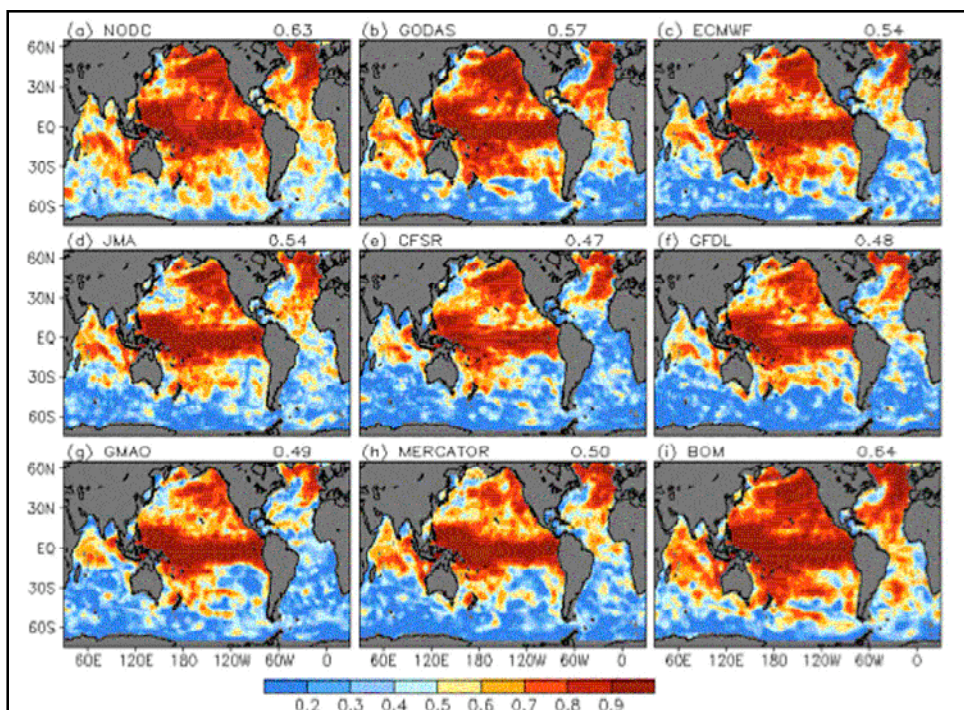 (a) NODC 0.63 (b) GODAS 0.57 (c) ECMWF 0.54
60N
30N
EQ
30S
60S
(d) JMA 0.54 (e) CFSR 0.47 (f) GFDL 0.48
60N
30N
EQ
30S
60S
(g) GMAO 0.49 (h) MERCATOR 0.50 (i) BOM 0.64
60N
30N
EQ
30S
60S
60E 120E 180 120W 60W 0 60E 120E 180 120W 60W 0 60E 120E 180 120W 60W 0
0.2 0.3 0.4 0.5 0.6 0.7 0.8 0.9